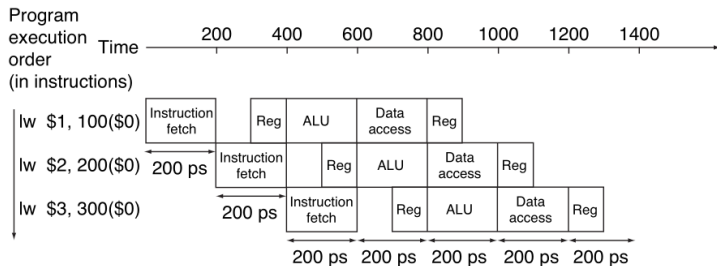 Program
execution
order
(in instructions)
Time
200 400 600 800 1000 1200 1400
lw $1, 100($0)
Instruction
fetch
Reg
ALU
Data
access
Reg
200 ps
lw $2, 200($0)
Instruction
fetch
Reg
ALU
Data
access
Reg
200 ps
lw $3, 300($0)
Instruction
fetch
Reg
ALU
Data
access
Reg
200 ps 200 ps 200 ps 200 ps 200 ps